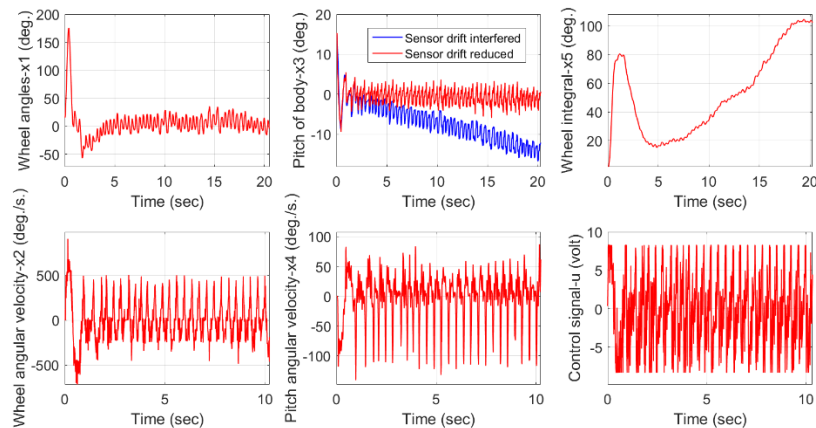 Wheel angles-x1 (deg.)
200
150
100
50
0
-50
0 5 10 15 20
Time (sec)
Pitch of body-x3 (deg.)
20
10
0
-10
0 5 10 15 20
Time (sec)
Sensor drift interfered
Sensor drift reduced
Wheel integral-x5 (deg.)
100
80
60
40
20
0 5 10 15 20
Time (sec)
Wheel angular velocity-x2 (deg./s.)
500
0
-500
0 5 10
Time (sec)
Pitch angular velocity-x4 (deg./s.)
100
50
0
-50
-100
0 5 10
Time (sec)
Control signal-u (volt)
10
5
0
-5
0 5 10
Time (sec)